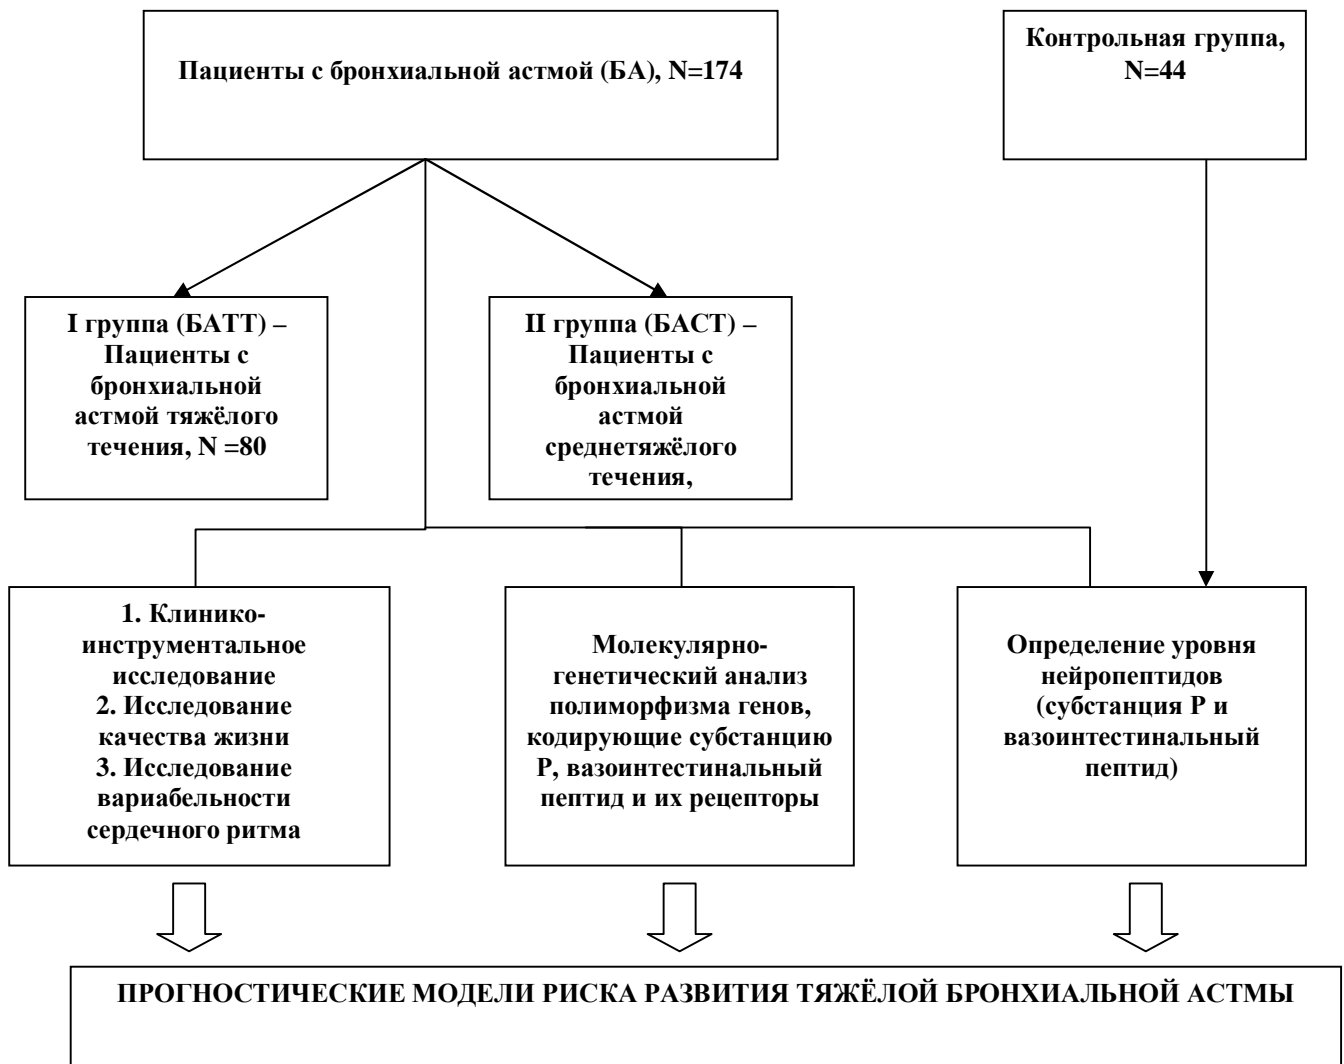 Пациенты с бронхиальной астмой (БА), N=174
Контрольная группа,
N=44
I группа (БАТТ) –
Пациенты с
бронхиальной
астмой тяжёлого
течения, N =80
II группа (БАСТ) –
Пациенты с
бронхиальной
астмой
среднетяжёлого
течения,
1. Клинико-
инструментальное
исследование
2. Исследование
качества жизни
3. Исследование
вариабельности
сердечного ритма
Молекулярно-
генетический анализ
полиморфизма генов,
кодирующие субстанцию
Р, вазоинтестинальный
пептид и их рецепторы
Определение уровня
нейропептидов
(субстанция Р и
вазоинтестинальный
пептид)
ПРОГНОСТИЧЕСКИЕ МОДЕЛИ РИСКА РАЗВИТИЯ ТЯЖЁЛОЙ БРОНХИАЛЬНОЙ АСТМЫ